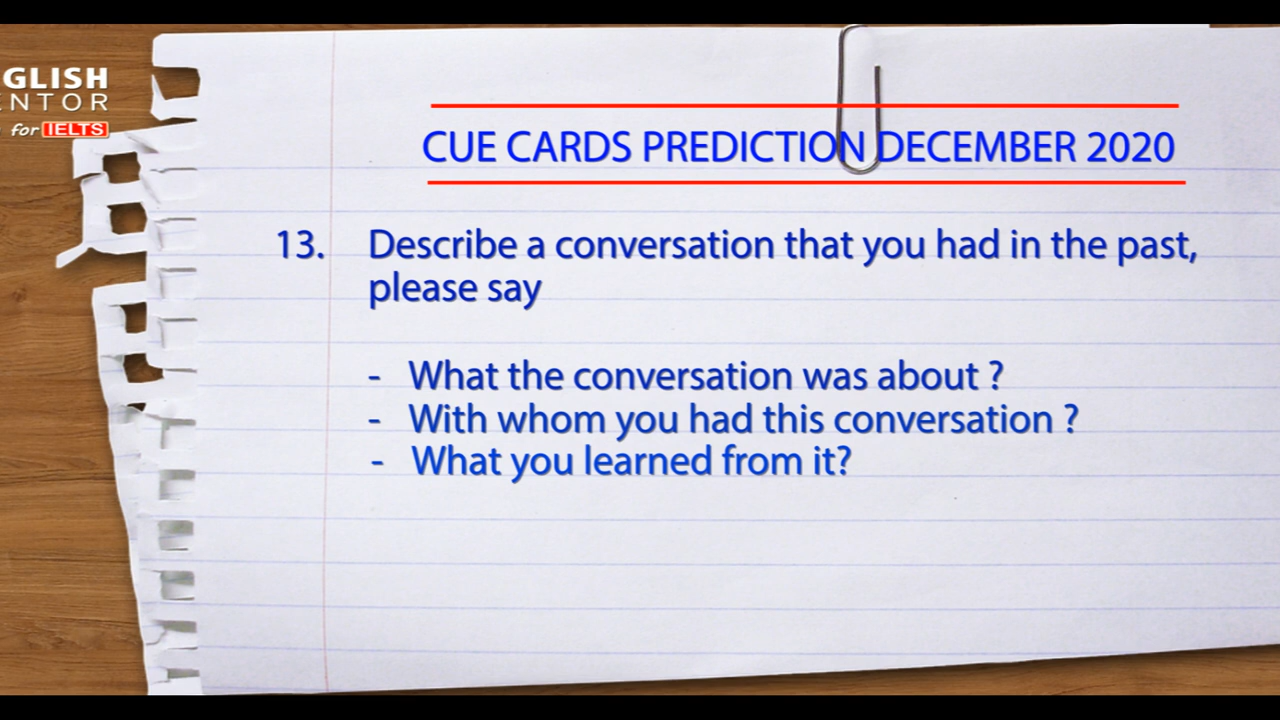 GLISH
ENTOR
for IELTS
CUE CARDS PREDICTION DECEMBER 2020
13. Describe a conversation that you had in the past,
please say
- What the conversation was about ?
- With whom you had this conversation ?
- What you learned from it?